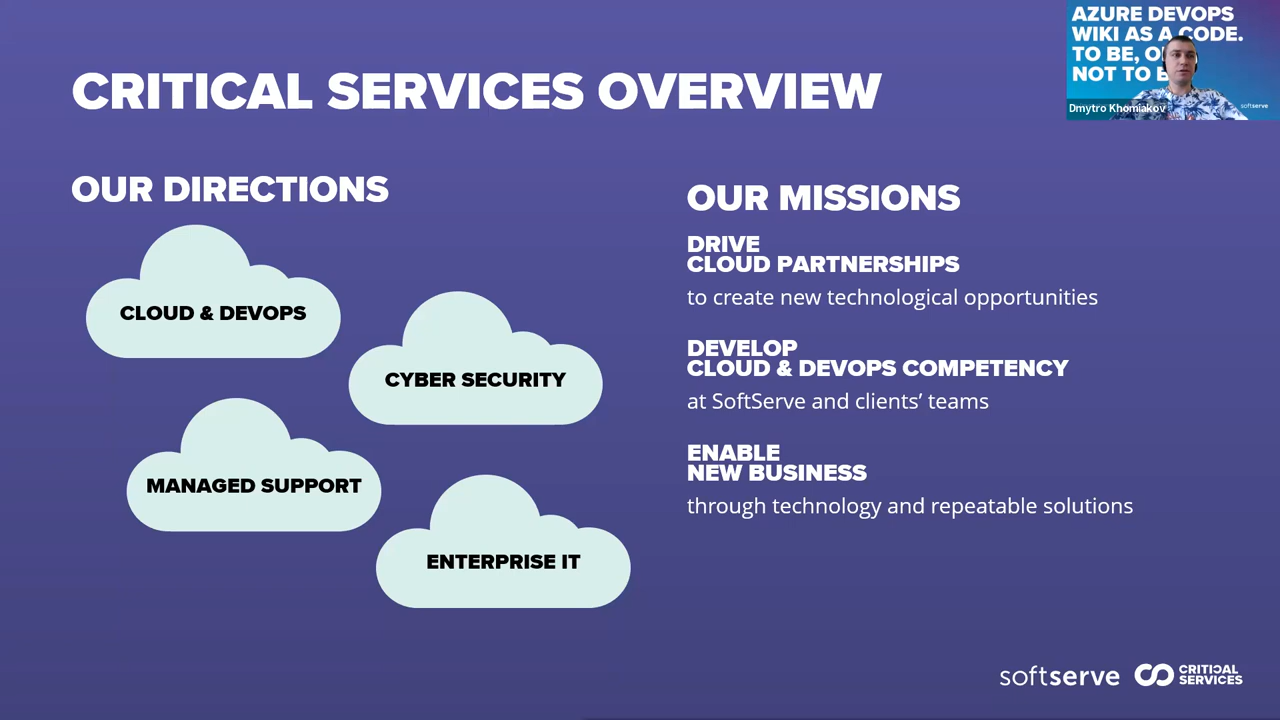 CRITICAL SERVICES OVERVIEW
AZURE DEVOPS
WIKI AS A CODE.
TO BE, O
NOT TO B
Dmytro Khomiakov
softserve
OUR DIRECTIONS
CLOUD & DEVOPS
CYBER SECURITY
MANAGED SUPPORT
ENTERPRISE IT
OUR MISSIONS
DRIVE
CLOUD PARTNERSHIPS
to create new technological opportunities
DEVELOP
CLOUD & DEVOPS COMPETENCY
at SoftServe and clients’ teams
ENABLE
NEW BUSINESS
through technology and repeatable solutions
softserve
CRITICAL
SERVICES